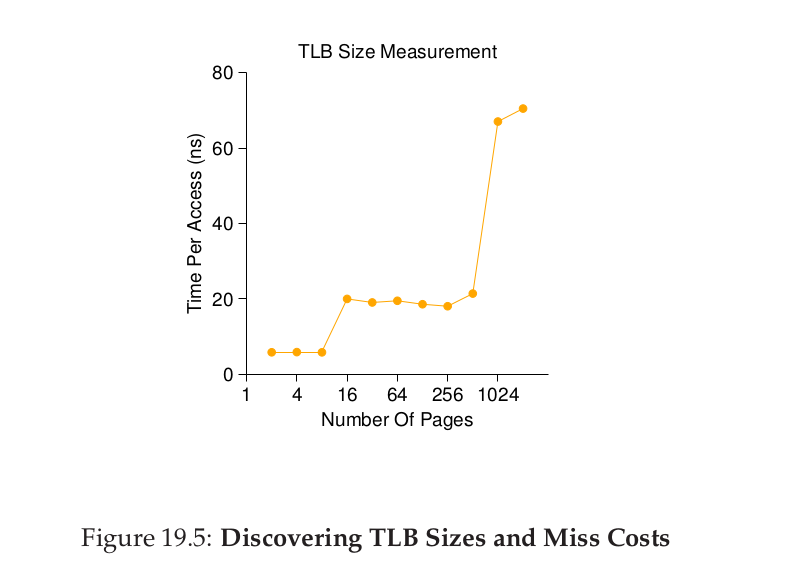 TLB Size Measurement
80
60
40
20
0
Time Per Access (ns)
1 4 16 64 256 1024
Number Of Pages
Figure 19.5: Discovering TLB Sizes and Miss Costs